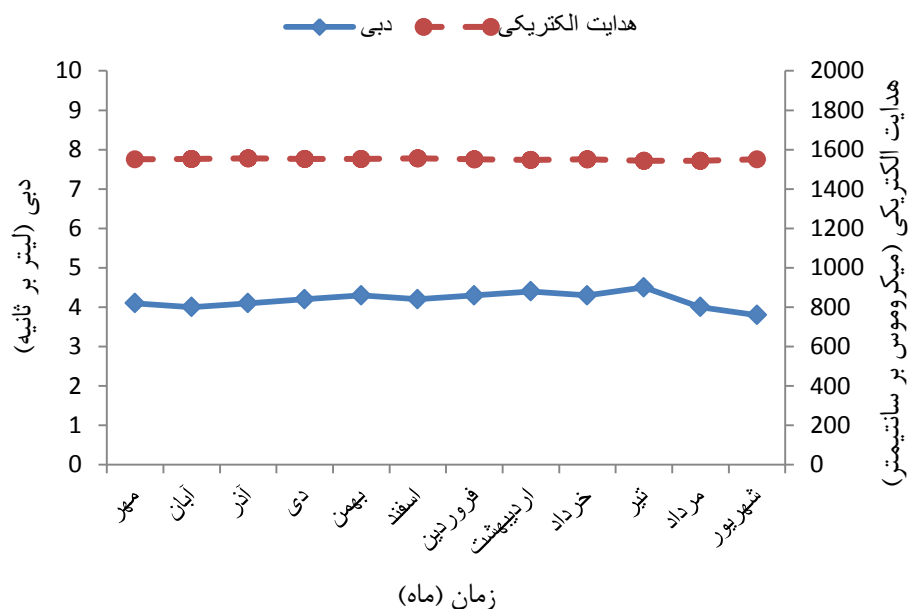 دبی
هدایت الکتریکی
دبی (لیتر بر ثانیه)
10
9
8
7
6
5
4
3
2
1
0
2000
1800
1600
1400
1200
1000
800
600
400
200
0
هدایت الکتریکی (میکروموس بر سانتیمتر)
مهر
آبان
آذر
دی
بهمن
اسفند
فروردین
اردیبهشت
خرداد
تیر
مرداد
شهریور
زمان (ماه)